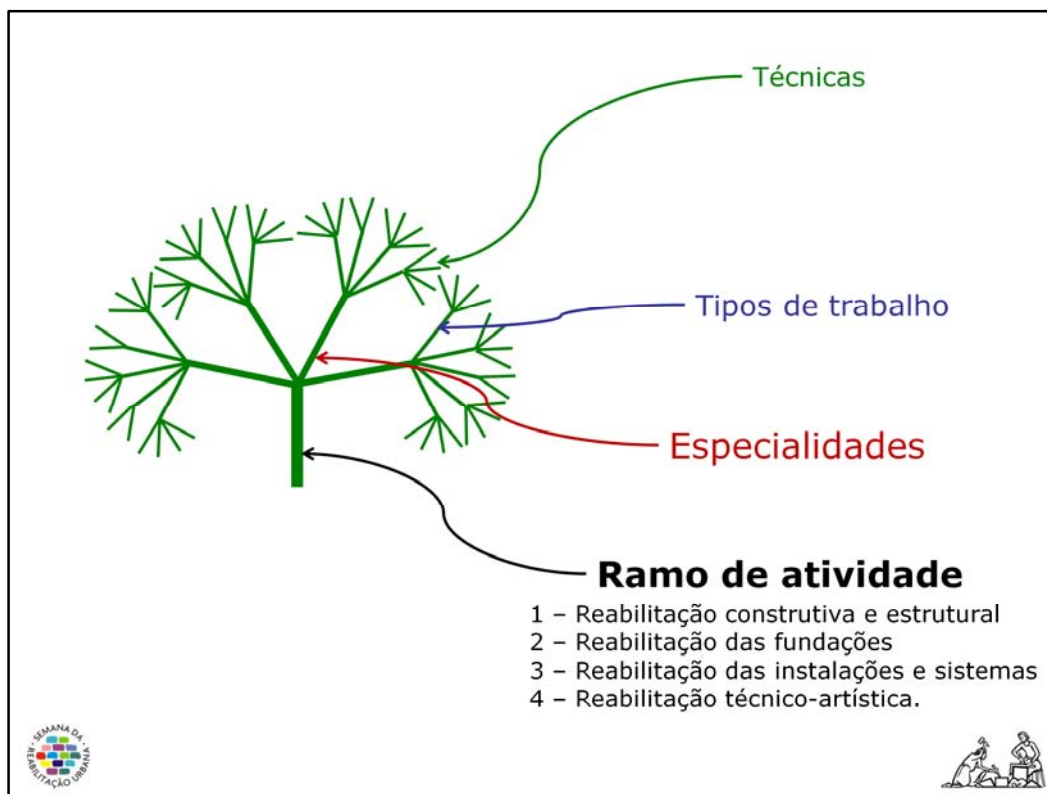 Técnicas
Tipos de trabalho
Especialidades
Ramo de atividade
1 – Reabilitação construtiva e estrutural
2 – Reabilitação das fundações
3 – Reabilitação das instalações e sistemas
4 – Reabilitação técnico-artística.
SEMANA DA
REABILITAÇÃO URBANA